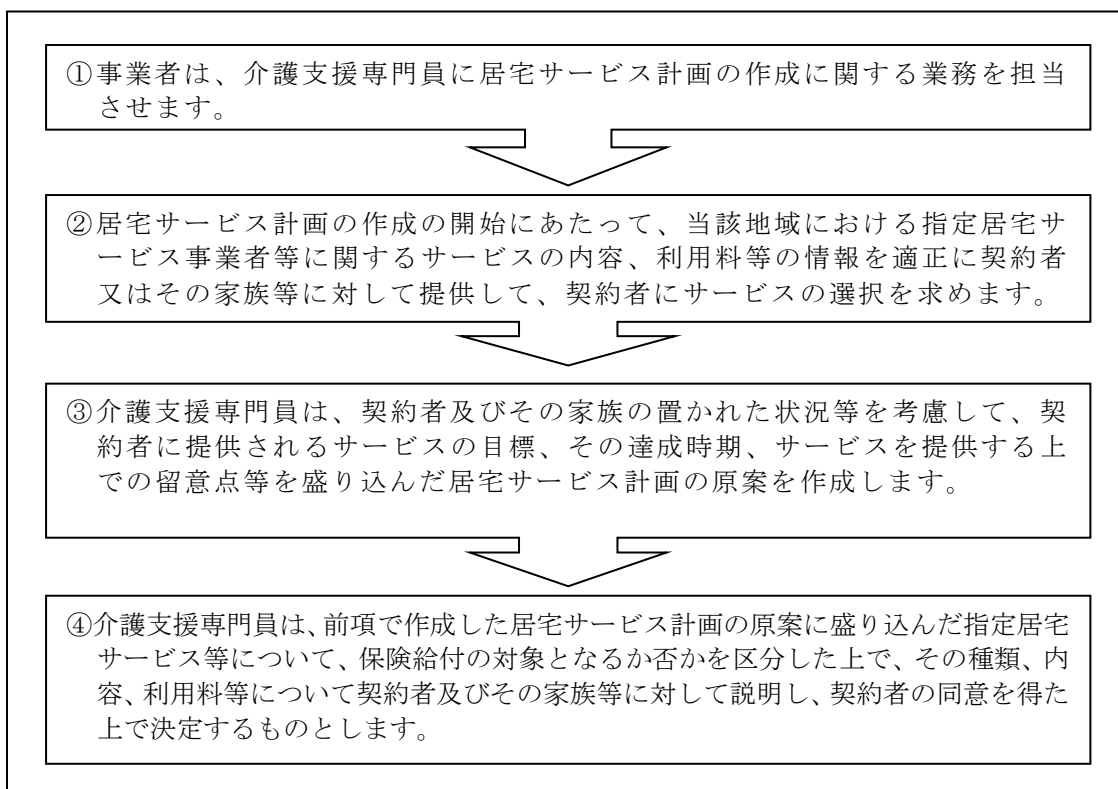 ①事業者は、介護支援専門員に居宅サービス計画の作成に関する業務を担当
させます。
②居宅サービス計画の作成の開始にあたって、当該地域における指定居宅サ
ービス事業者等に関するサービスの内容、利用料等の情報を適正に契約者
又はその家族等に対して提供して、契約者にサービスの選択を求めます。
③介護支援専門員は、契約者及びその家族の置かれた状況等を考慮して、契
約者に提供されるサービスの目標、その達成時期、サービスを提供する上
での留意点等を盛り込んだ居宅サービス計画の原案を作成します。
④介護支援専門員は、前項で作成した居宅サービス計画の原案に盛り込んだ指定居宅
サービス等について、保険給付の対象となるか否かを区分した上で、その種類、内
容、利用料等について契約者及びその家族等に対して説明し、契約者の同意を得た
上で決定するものとします。